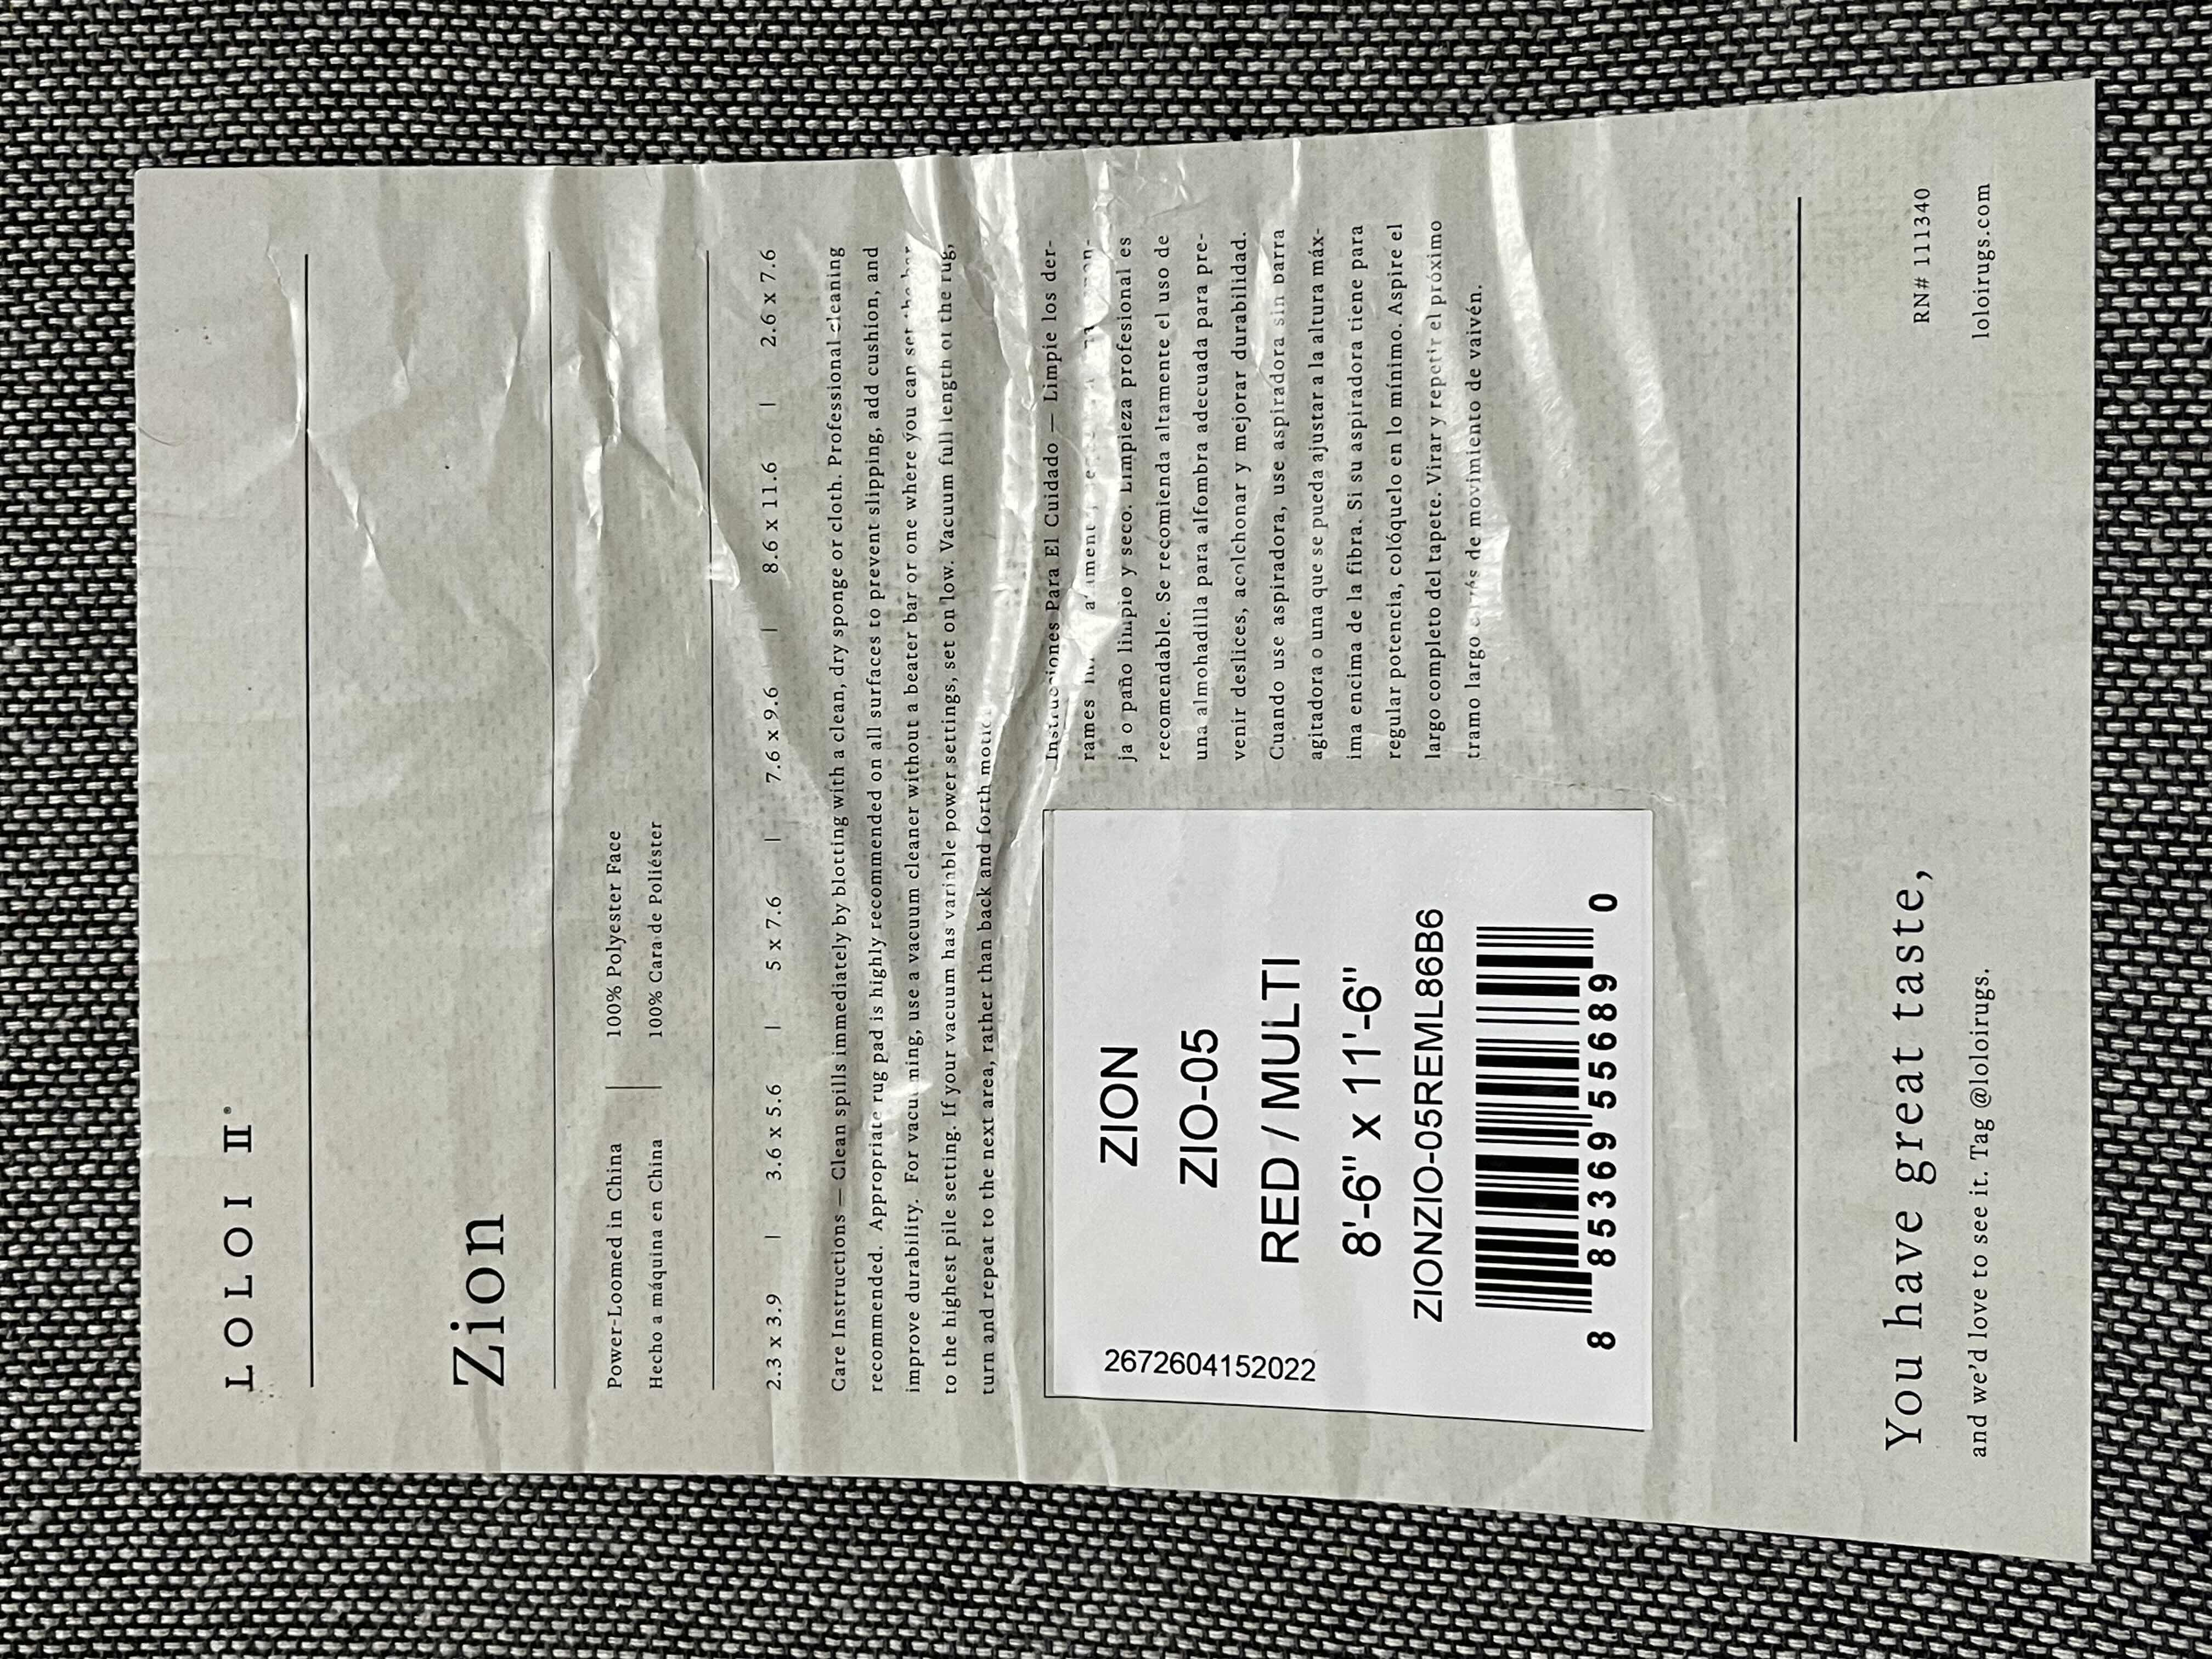 LOLOI II®
Zion
Power-Loomed in China | 100% Polyester Face
Hecho a máquina en China | 100% Cara de Poliéster
2.3 x 3.9 | 3.6 x 5.6 | 5 x 7.6 | 7.6 x 9.6 | 8.6 x 11.6 | 2.6 x 7.6
Care Instructions — Clean spills immediately by blotting with a clean, dry sponge or cloth. Professional cleaning
recommended. Appropriate rug pad is highly recommended on all surfaces to prevent slipping, add cushion, and
improve durability. For vacuuming, use a vacuum cleaner without a beater bar or one where you can set the bar
to the highest pile setting. If your vacuum has variable power settings, set on low. Vacuum full length of the rug,
turn and repeat to the next area, rather than back and forth motion
2672604152022
ZION
ZIO-05
RED / MULTI
8'-6" x 11'-6"
ZIONZIO-05REML86B6
8 85369 55689 0
Instrucciones Para El Cuidado — Limpie los der-
rames
ja o paño limpio y seco. Limpieza profesional es
recomendable. Se recomienda altamente el uso de
una almohadilla para alfombra adecuada para pre-
venir deslices, acolchonar y mejorar durabilidad.
Cuando use aspiradora, use aspiradora sin barra
agitadora o una que se pueda ajustar a la altura máx-
ima encima de la fibra. Si su aspiradora tiene para
regular potencia, colóquelo en lo mínimo. Aspire el
largo completo del tapete. Virar y repetir el próximo
tramo largo de movimiento de vaivén.
You have great taste,
and we'd love to see it. Tag @loloirugs.
RN# 111340
loloirugs.com